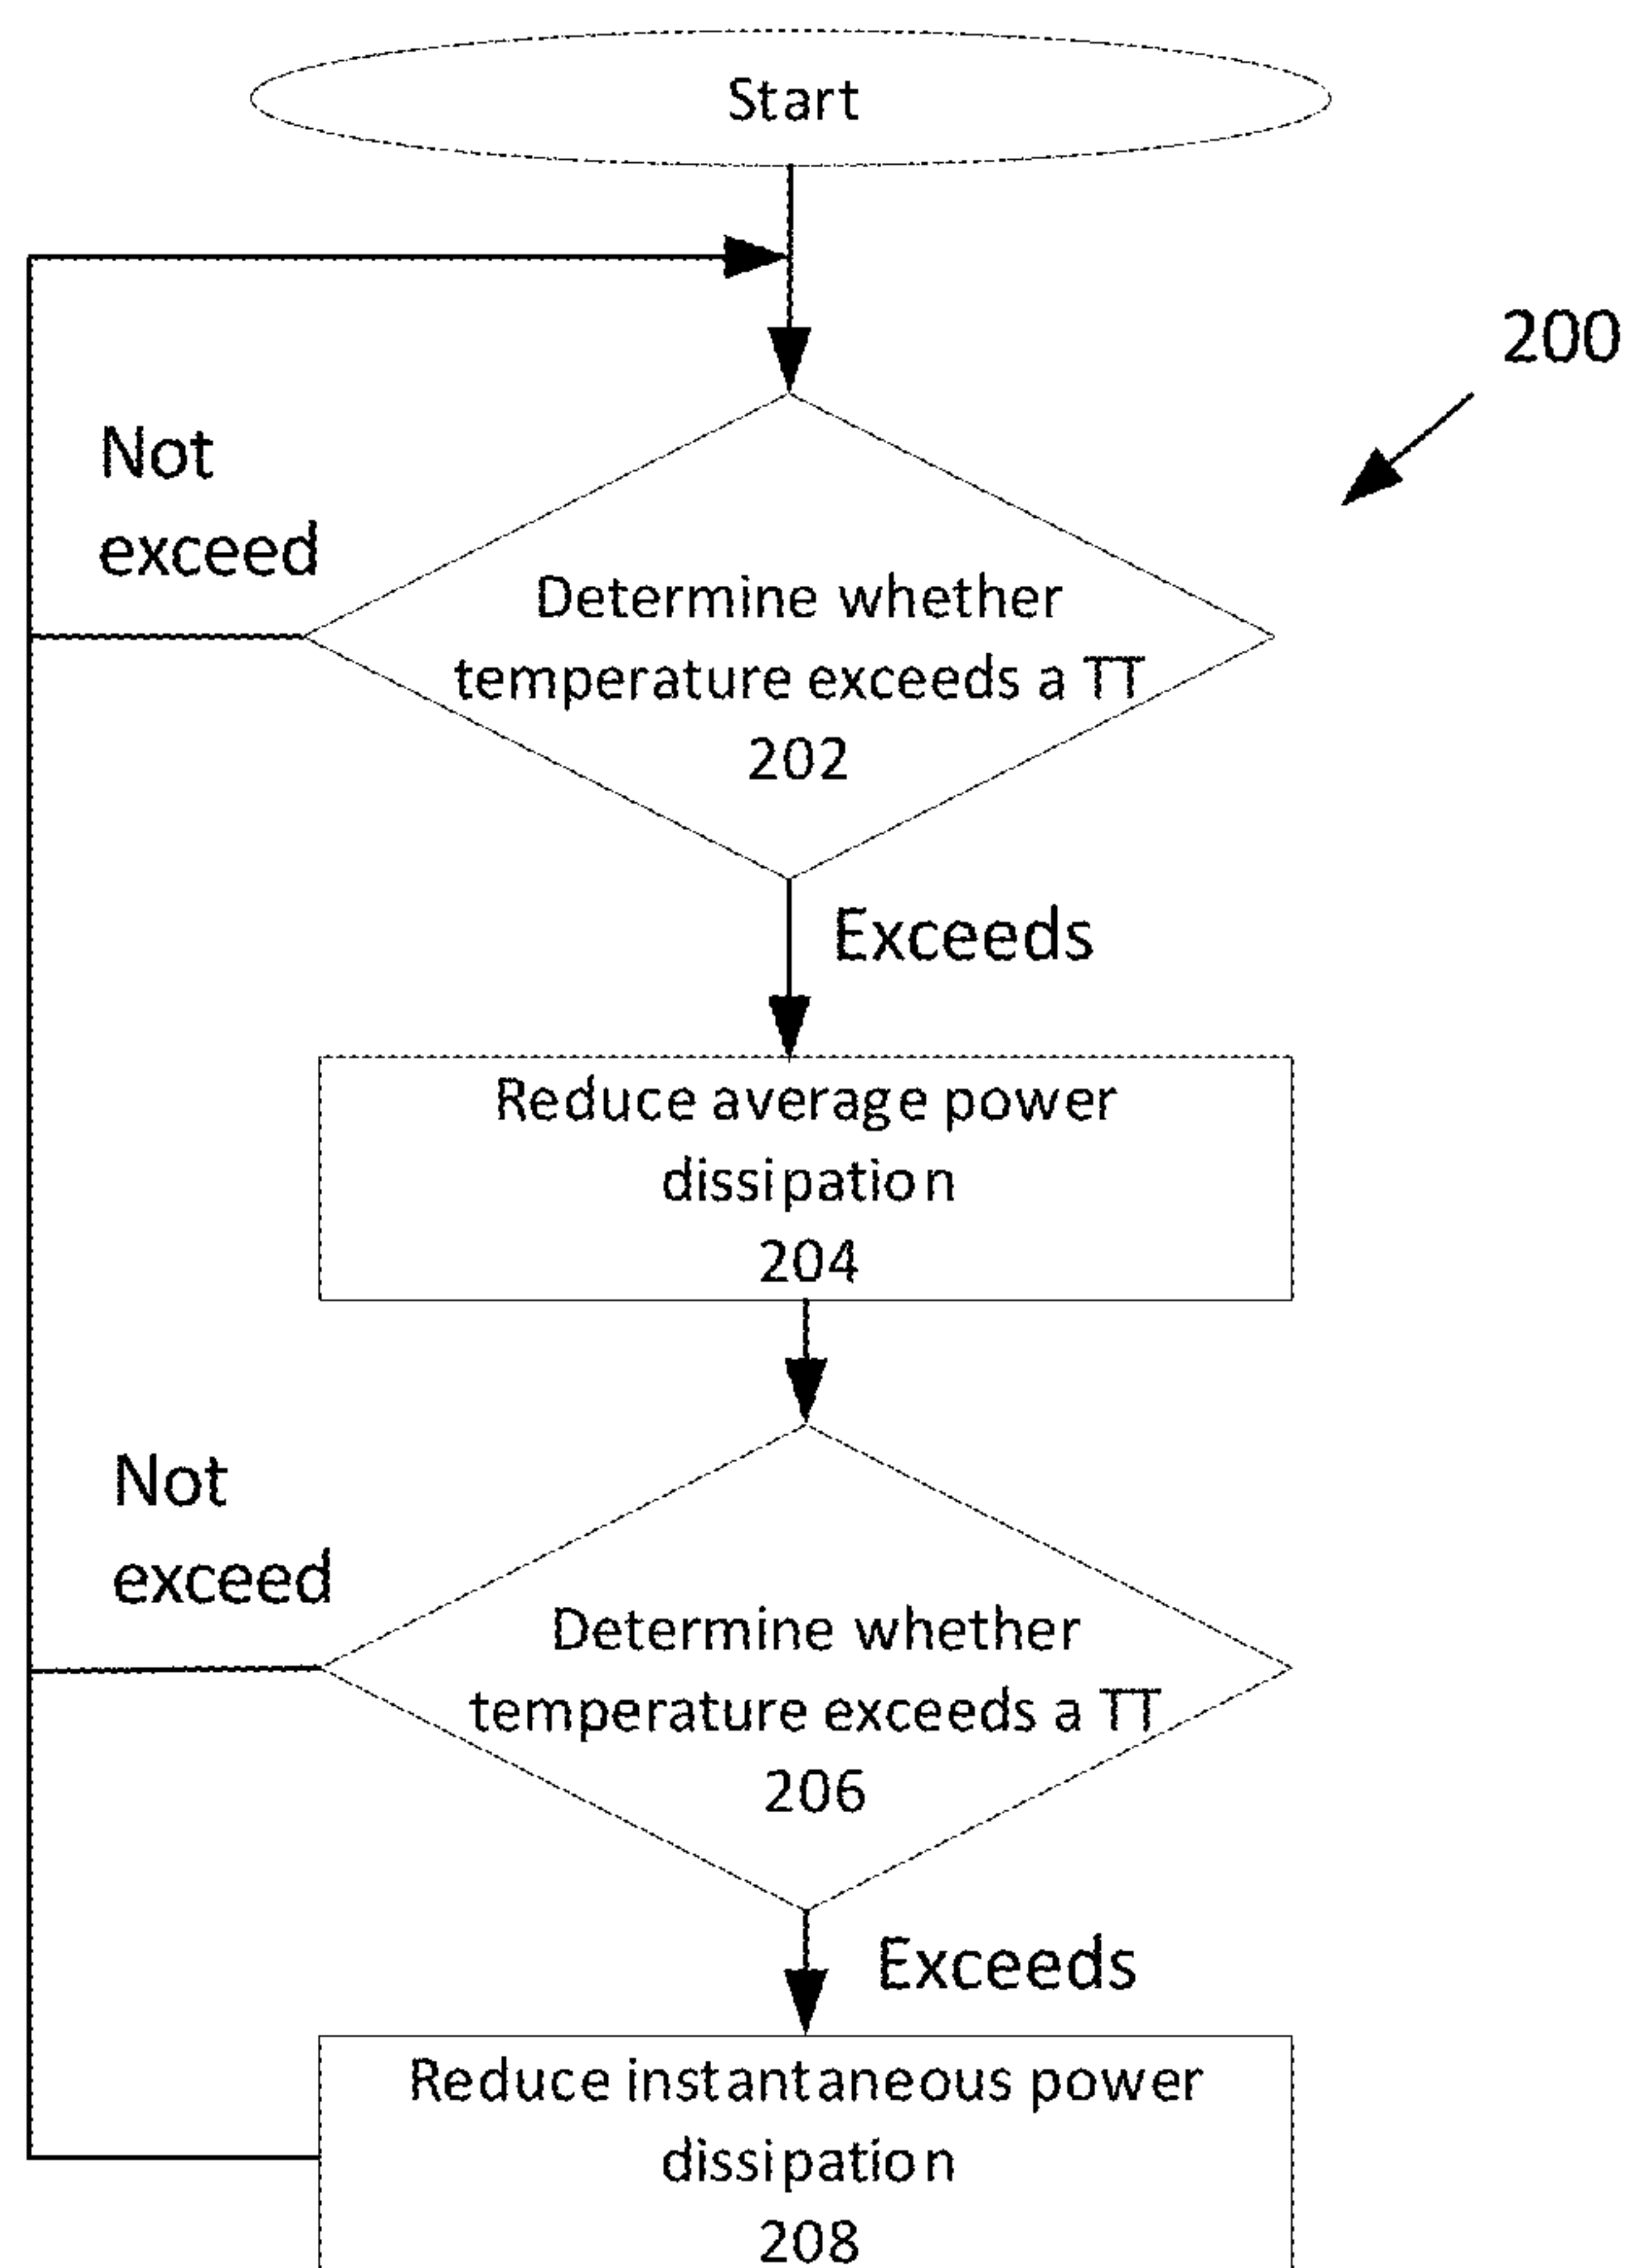 Start
200
Not
exceed
Determine whether
temperature exceeds a TT
202
Exceeds
Reduce average power
dissipation
204
Not
exceed
Determine whether
temperature exceeds a TT
206
Exceeds
Reduce instantaneous power
dissipation
208